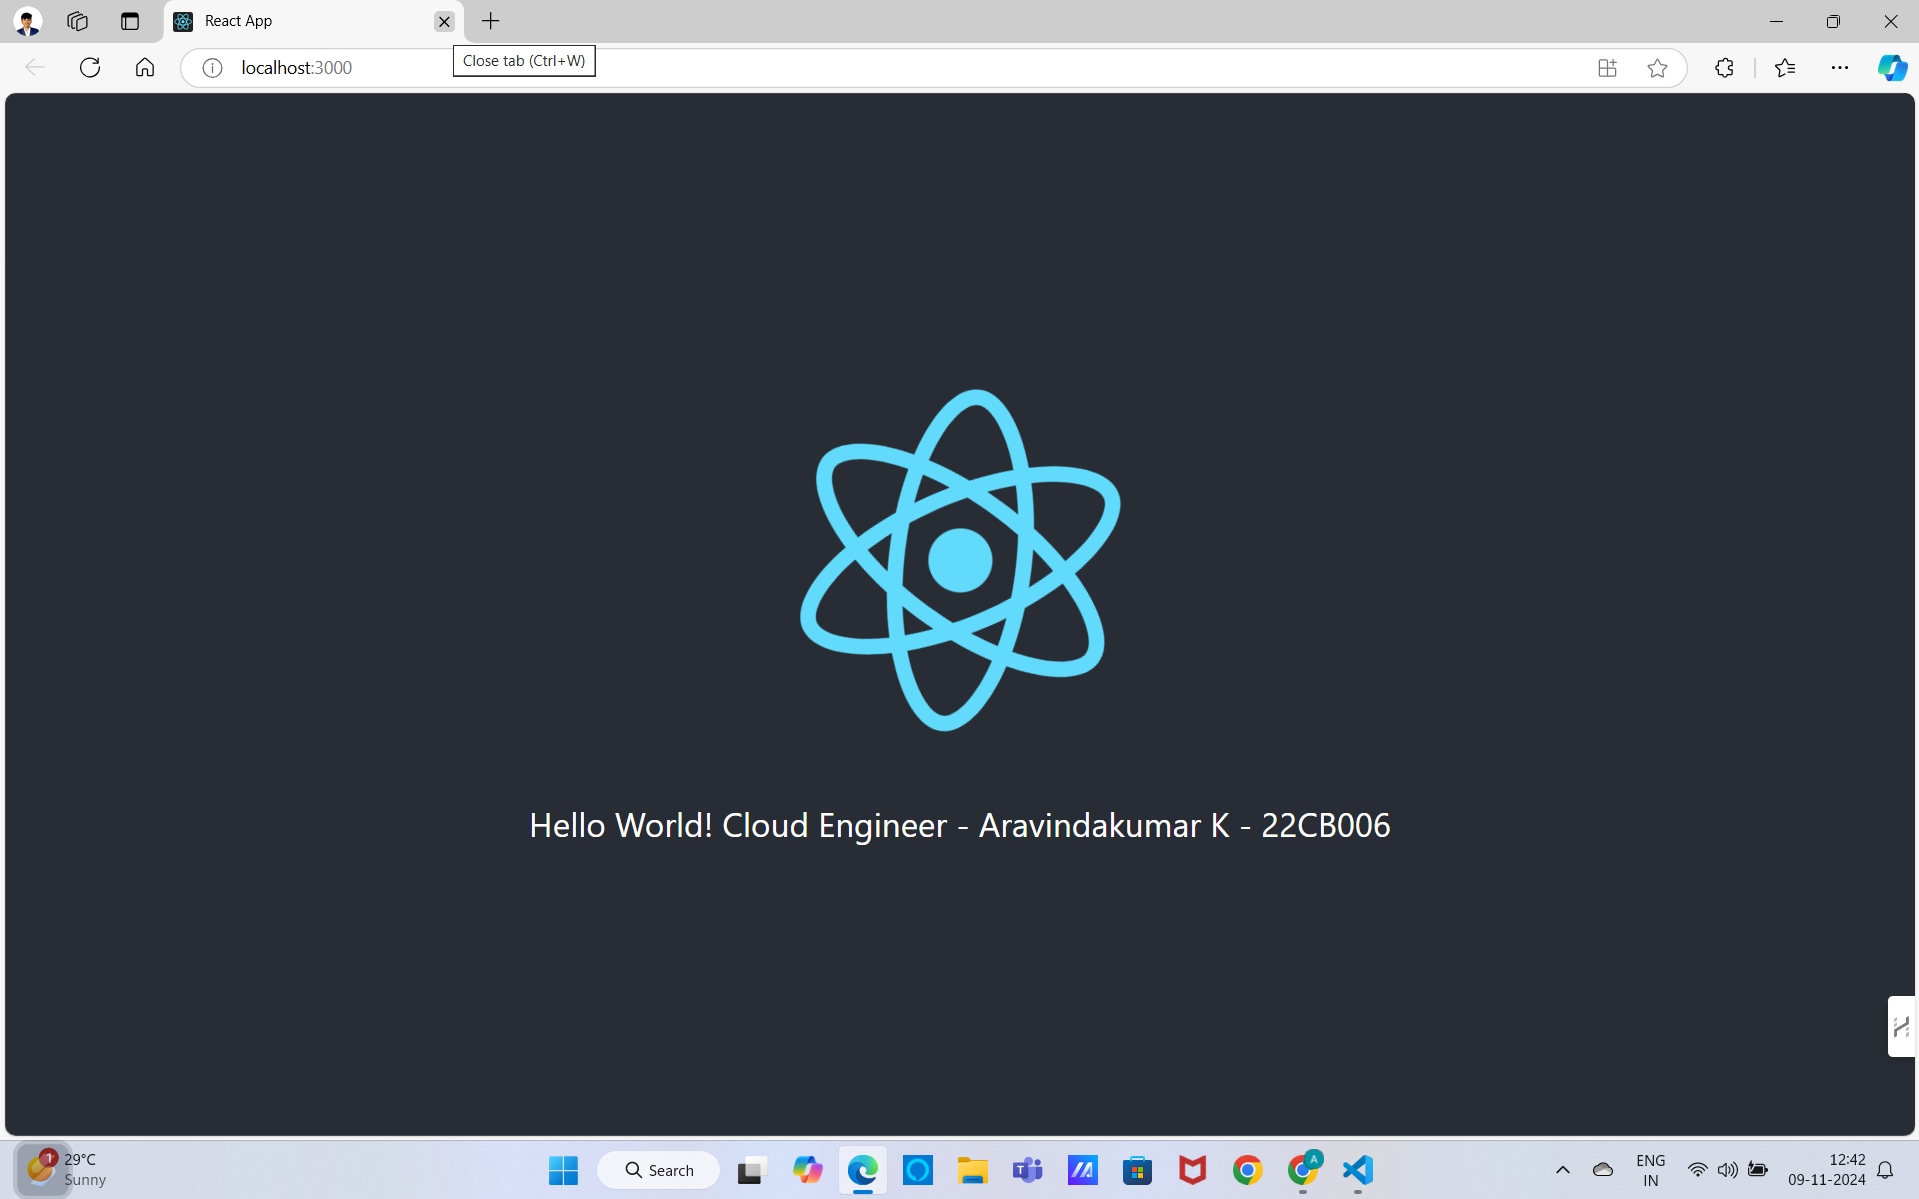 React App
Close tab (Ctrl+W)
localhost:3000
Hello World! Cloud Engineer - Aravindakumar K - 22CB006
1
29°C
Sunny
Search
T
A
ENG
IN
12:42
09-11-2024